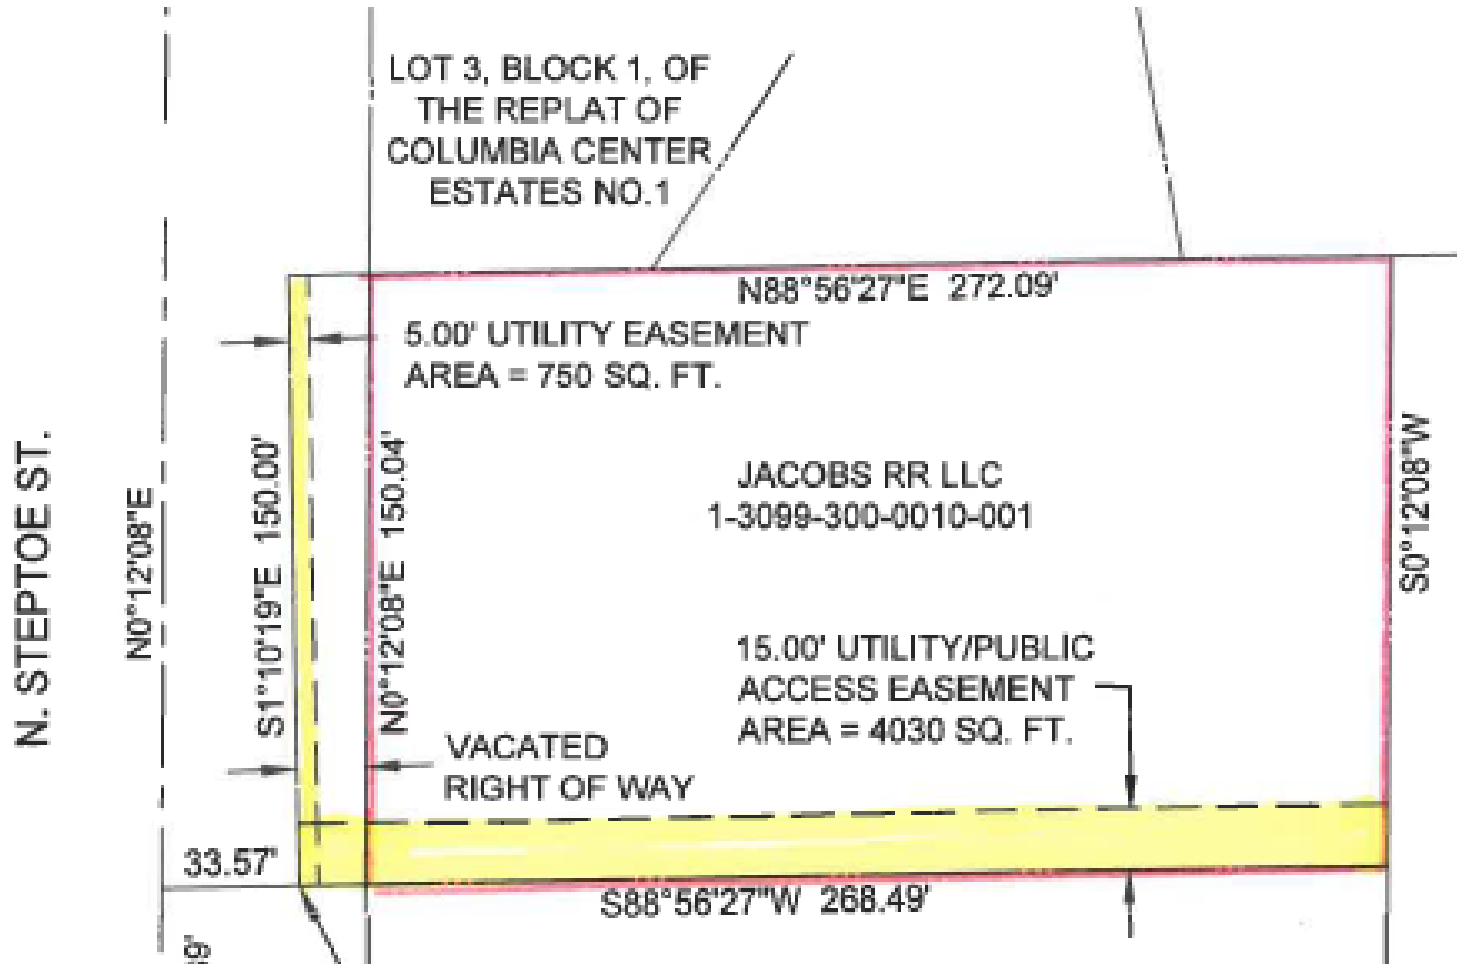 LOT 3, BLOCK 1, OF
THE REPLAT OF
COLUMBIA CENTER
ESTATES NO.1
N88°56'27"E 272.09'
5.00' UTILITY EASEMENT
AREA = 750 SQ. FT.
N. STEPTOE ST.
N0°12'08"E
S1°10'19"E 150.00'
N0°12'08"E 150.04'
JACOBS RR LLC
1-3099-300-0010-001
S0°12'08"W
15.00' UTILITY/PUBLIC
ACCESS EASEMENT
AREA = 4030 SQ. FT.
VACATED
RIGHT OF WAY
33.57'
S88°56'27"W 268.49'